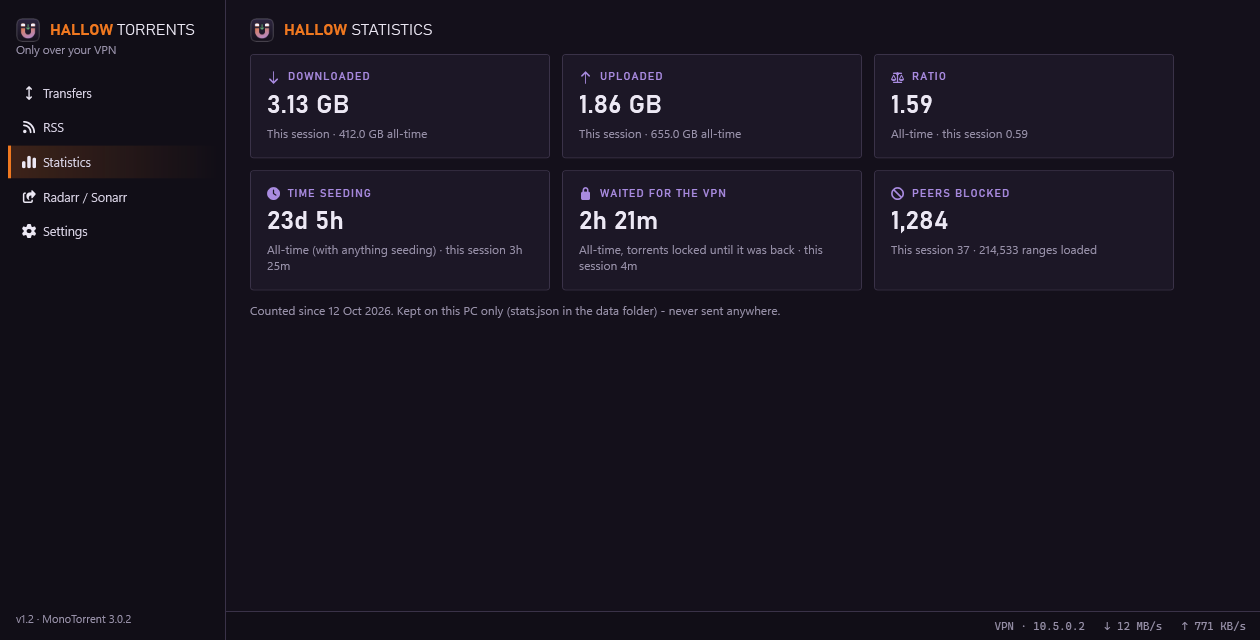 HALLOW TORRENTS
Only over your VPN
Transfers
RSS
Statistics
Radarr / Sonarr
Settings
v1.2 · MonoTorrent 3.0.2
HALLOW STATISTICS
DOWNLOADED
3.13 GB
This session · 412.0 GB all-time
UPLOADED
1.86 GB
This session · 655.0 GB all-time
RATIO
1.59
All-time · this session 0.59
TIME SEEDING
23d 5h
All-time (with anything seeding) · this session 3h
25m
WAITED FOR THE VPN
2h 21m
All-time, torrents locked until it was back · this
session 4m
PEERS BLOCKED
1,284
This session 37 · 214,533 ranges loaded
Counted since 12 Oct 2026. Kept on this PC only (stats.json in the data folder) - never sent anywhere.
VPN · 10.5.0.2 ↓ 12 MB/s ↑ 771 KB/s